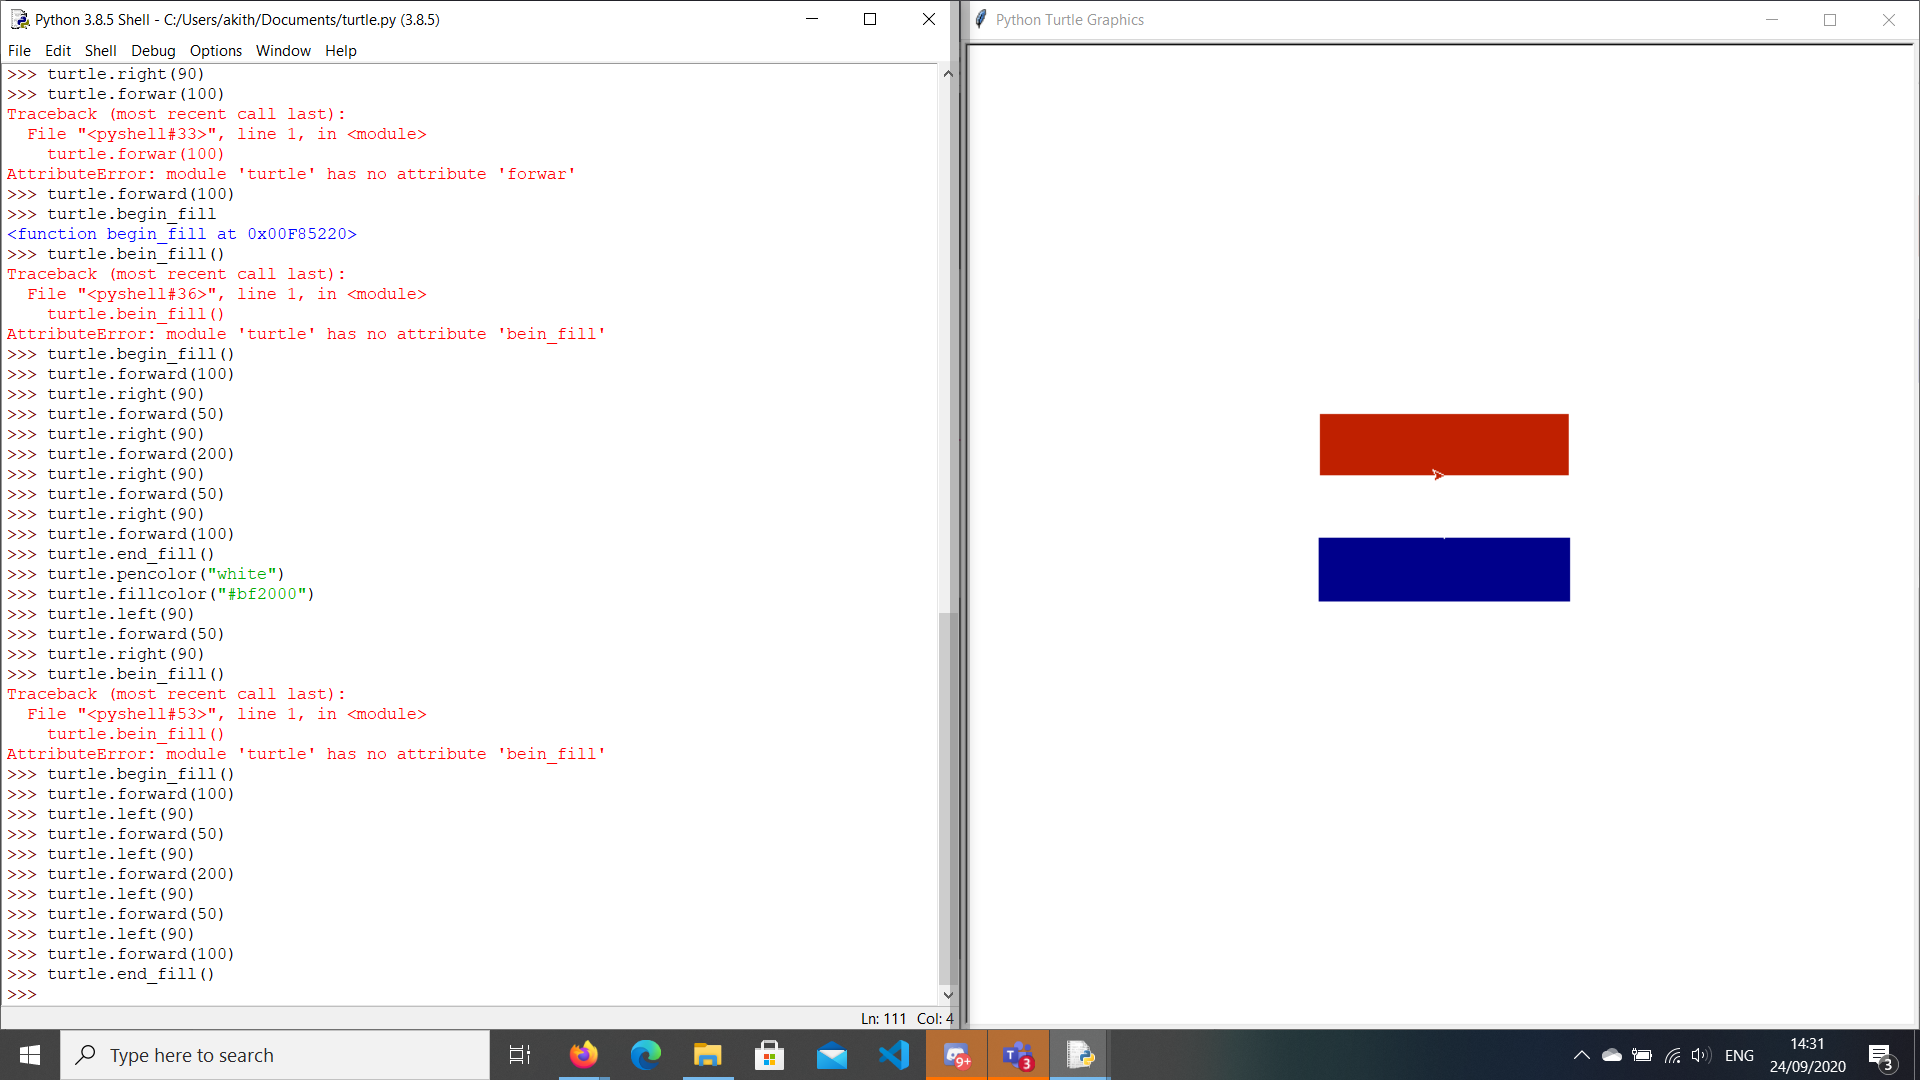 Python 3.8.5 Shell - C:/Users/akith/Documents/turtle.py (3.8.5)
File Edit Shell Debug Options Window Help
>>> turtle.right(90)
>>> turtle.forwar(100)
Traceback (most recent call last):
  File "<pyshell#33>", line 1, in <module>
    turtle.forwar(100)
AttributeError: module 'turtle' has no attribute 'forwar'
>>> turtle.forward(100)
>>> turtle.begin_fill
<function begin_fill at 0x00F85220>
>>> turtle.bein_fill()
Traceback (most recent call last):
  File "<pyshell#36>", line 1, in <module>
    turtle.bein_fill()
AttributeError: module 'turtle' has no attribute 'bein_fill'
>>> turtle.begin_fill()
>>> turtle.forward(100)
>>> turtle.right(90)
>>> turtle.forward(50)
>>> turtle.right(90)
>>> turtle.forward(200)
>>> turtle.right(90)
>>> turtle.forward(50)
>>> turtle.right(90)
>>> turtle.forward(100)
>>> turtle.end_fill()
>>> turtle.pencolor("white")
>>> turtle.fillcolor("#bf2000")
>>> turtle.left(90)
>>> turtle.forward(50)
>>> turtle.right(90)
>>> turtle.bein_fill()
Traceback (most recent call last):
  File "<pyshell#53>", line 1, in <module>
    turtle.bein_fill()
AttributeError: module 'turtle' has no attribute 'bein_fill'
>>> turtle.begin_fill()
>>> turtle.forward(100)
>>> turtle.left(90)
>>> turtle.forward(50)
>>> turtle.left(90)
>>> turtle.forward(200)
>>> turtle.left(90)
>>> turtle.forward(50)
>>> turtle.left(90)
>>> turtle.forward(100)
>>> turtle.end_fill()
>>>
Ln: 111 Col: 4
Python Turtle Graphics
Type here to search
9+
3
ENG
14:31
24/09/2020
3